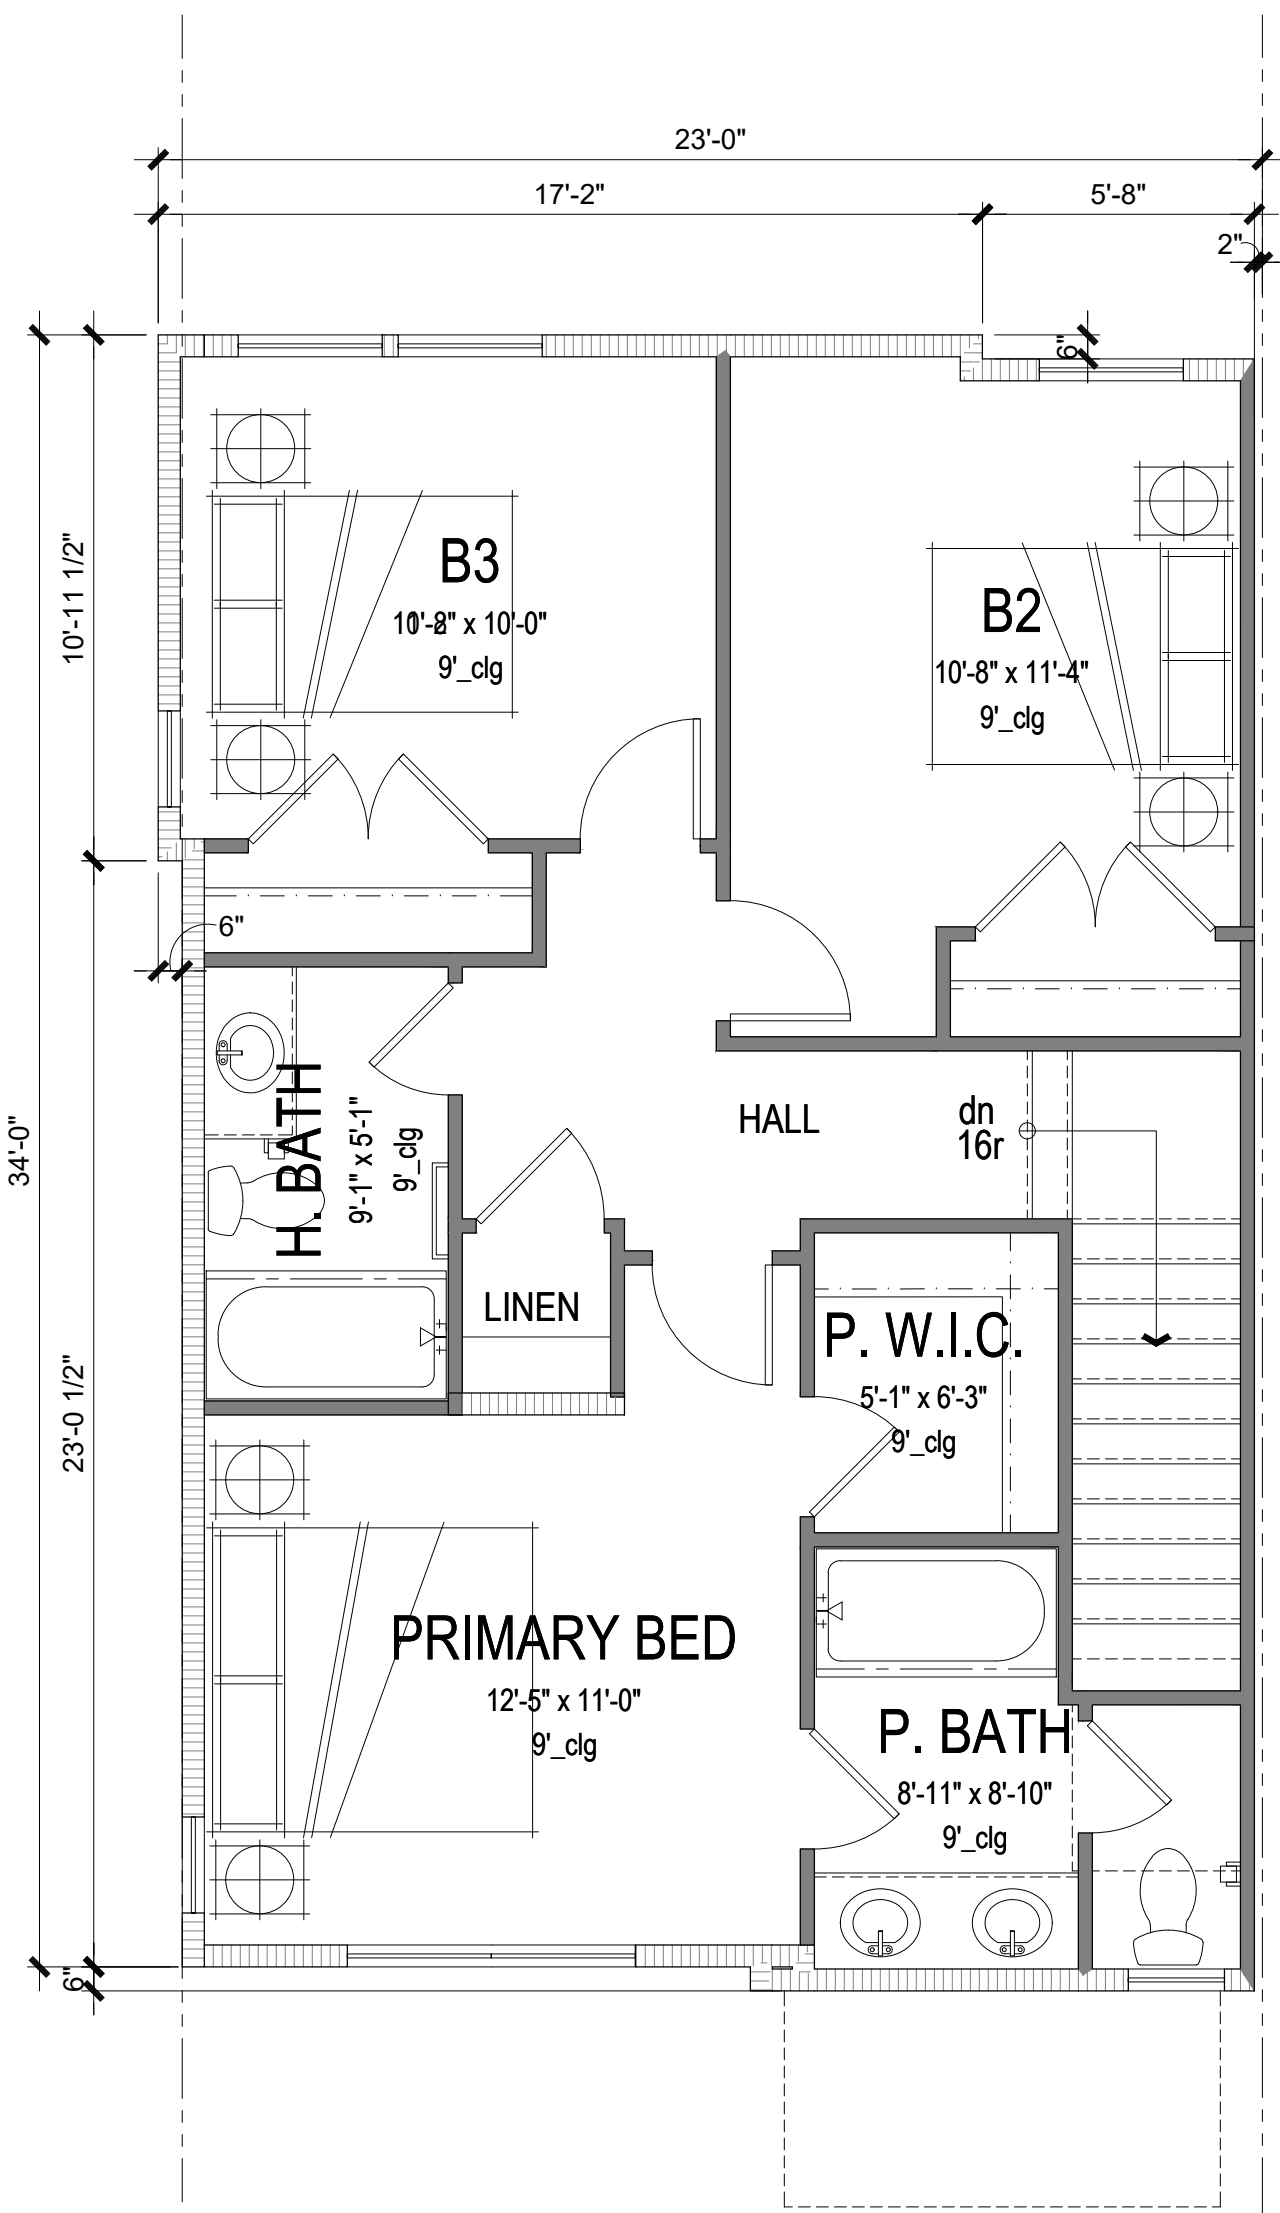 23'-0"
17'-2"
5'-8"
2"
6"
10'-11 1/2"
B3
x 10'-0"
9'_clg
B2
10'-8" x 11'-4"
9'_clg
6"
34'-0"
H. BATH
9'-1" x 5'-1"
9'_clg
HALL
dn
16r
LINEN
P. W.I.C.
5'-1" x 6'-3"
9'_clg
23'-0 1/2"
PRIMARY BED
12'-5" x 11'-0"
9'_clg
P. BATH
8'-11" x 8'-10"
9'_clg
6"